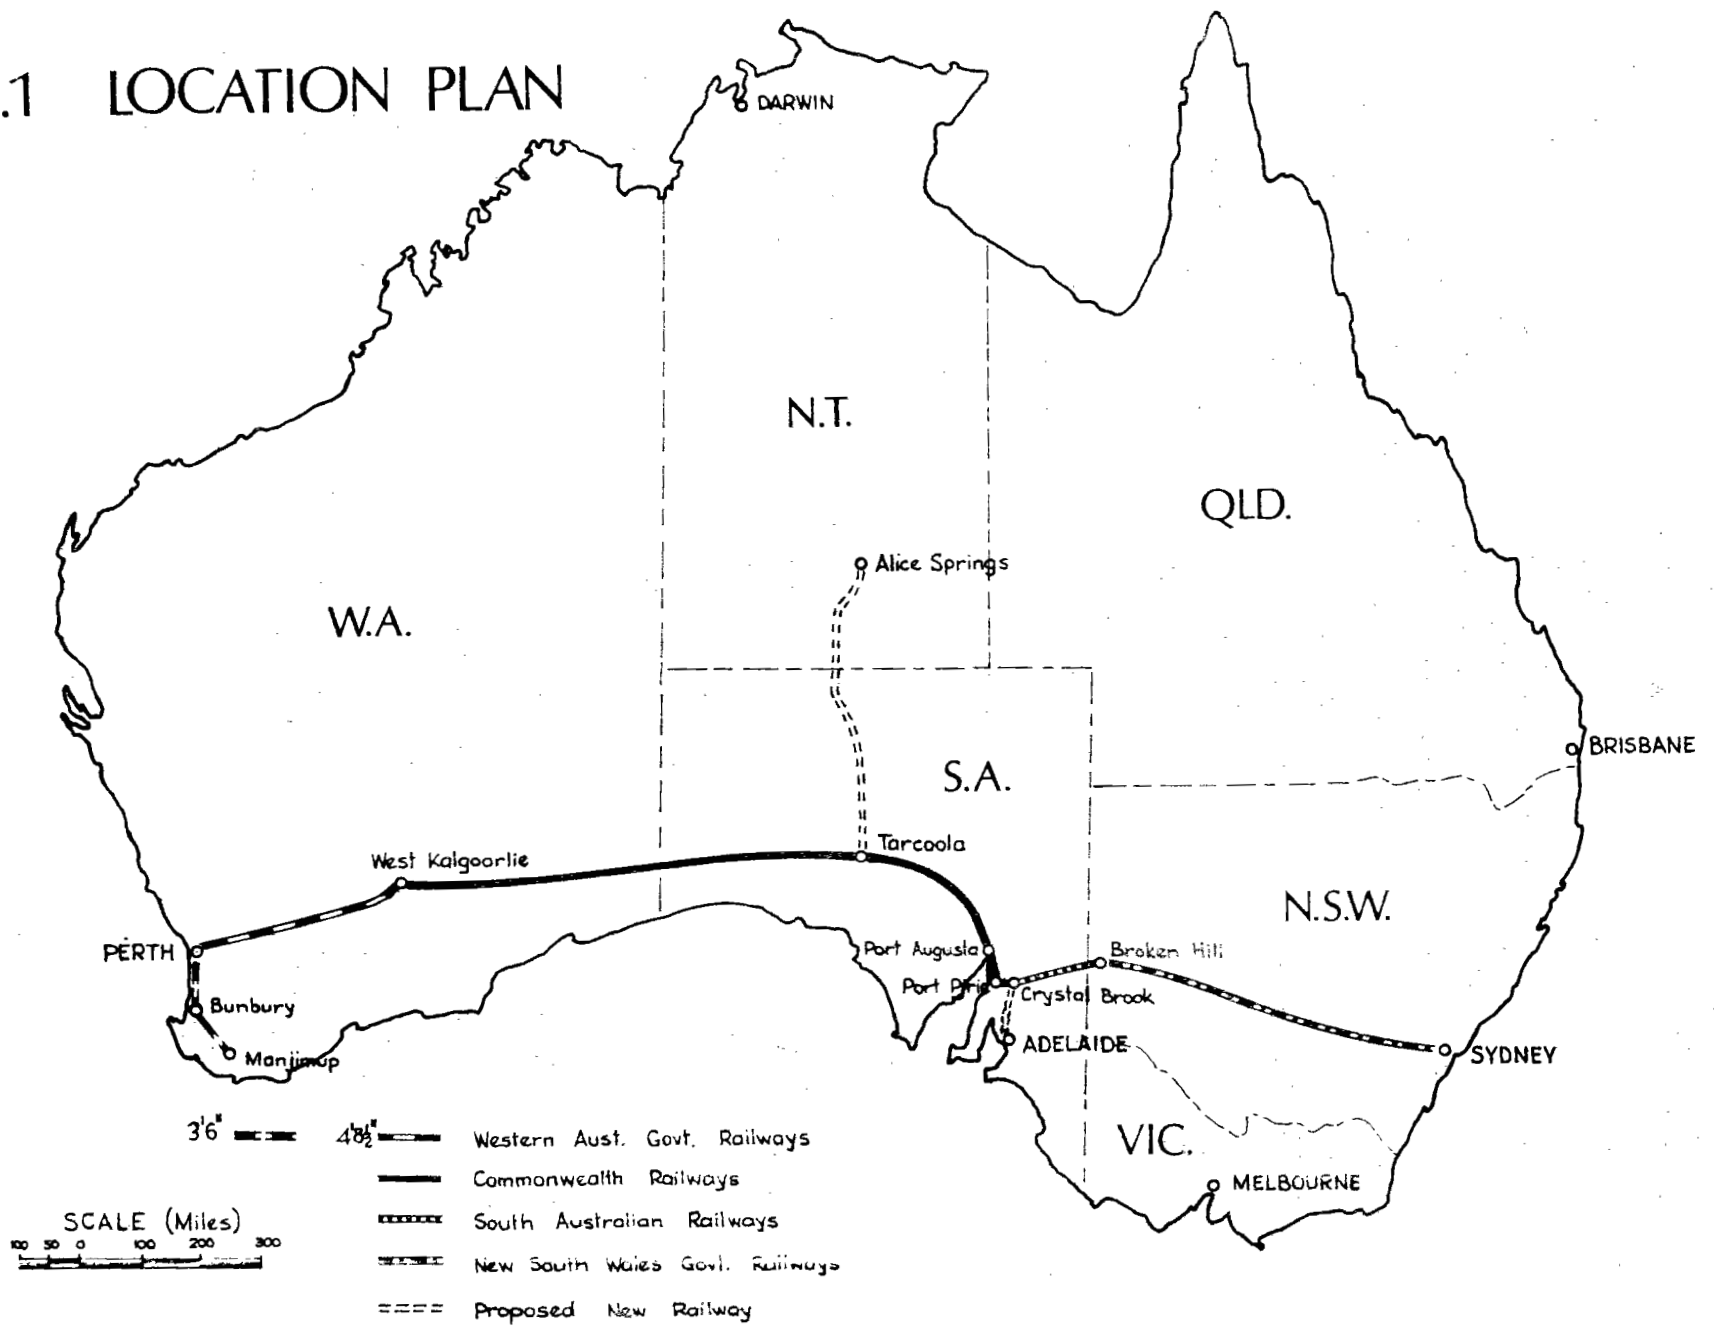 .1 LOCATION PLAN
DARWIN
N.T.
QLD.
Alice Springs
W.A.
BRISBANE
S.A.
Tarcoola
West Kalgoorlie
N.S.W.
PERTH
Port Augusta
Broken Hill
Port Pirie
Crystal Brook
Bunbury
ADELAIDE
SYDNEY
Manjimup
VIC.
MELBOURNE
3'6" 4'8½" Western Aust. Govt. Railways
Commonwealth Railways
South Australian Railways
New South Wales Govt. Railways
Proposed New Railway
SCALE (Miles)
100 50 0 100 200 300